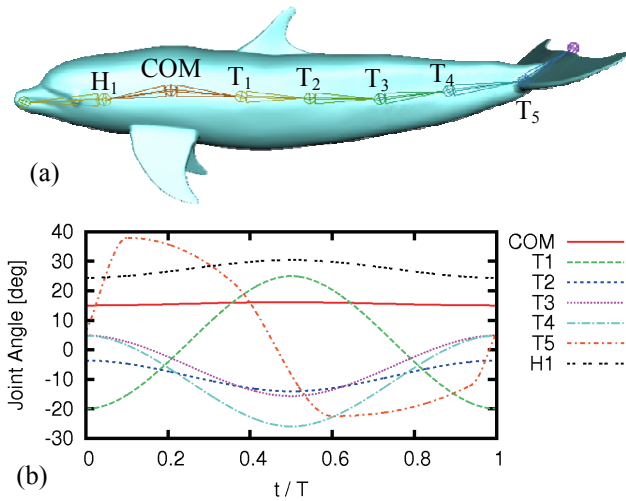 H1 COM T1 T2 T3 T4 T5
(a)
(b)
Joint Angle [deg]
40
30
20
10
0
-10
-20
-30
0 0.2 0.4 0.6 0.8 1
t / T
COM
T1
T2
T3
T4
T5
H1